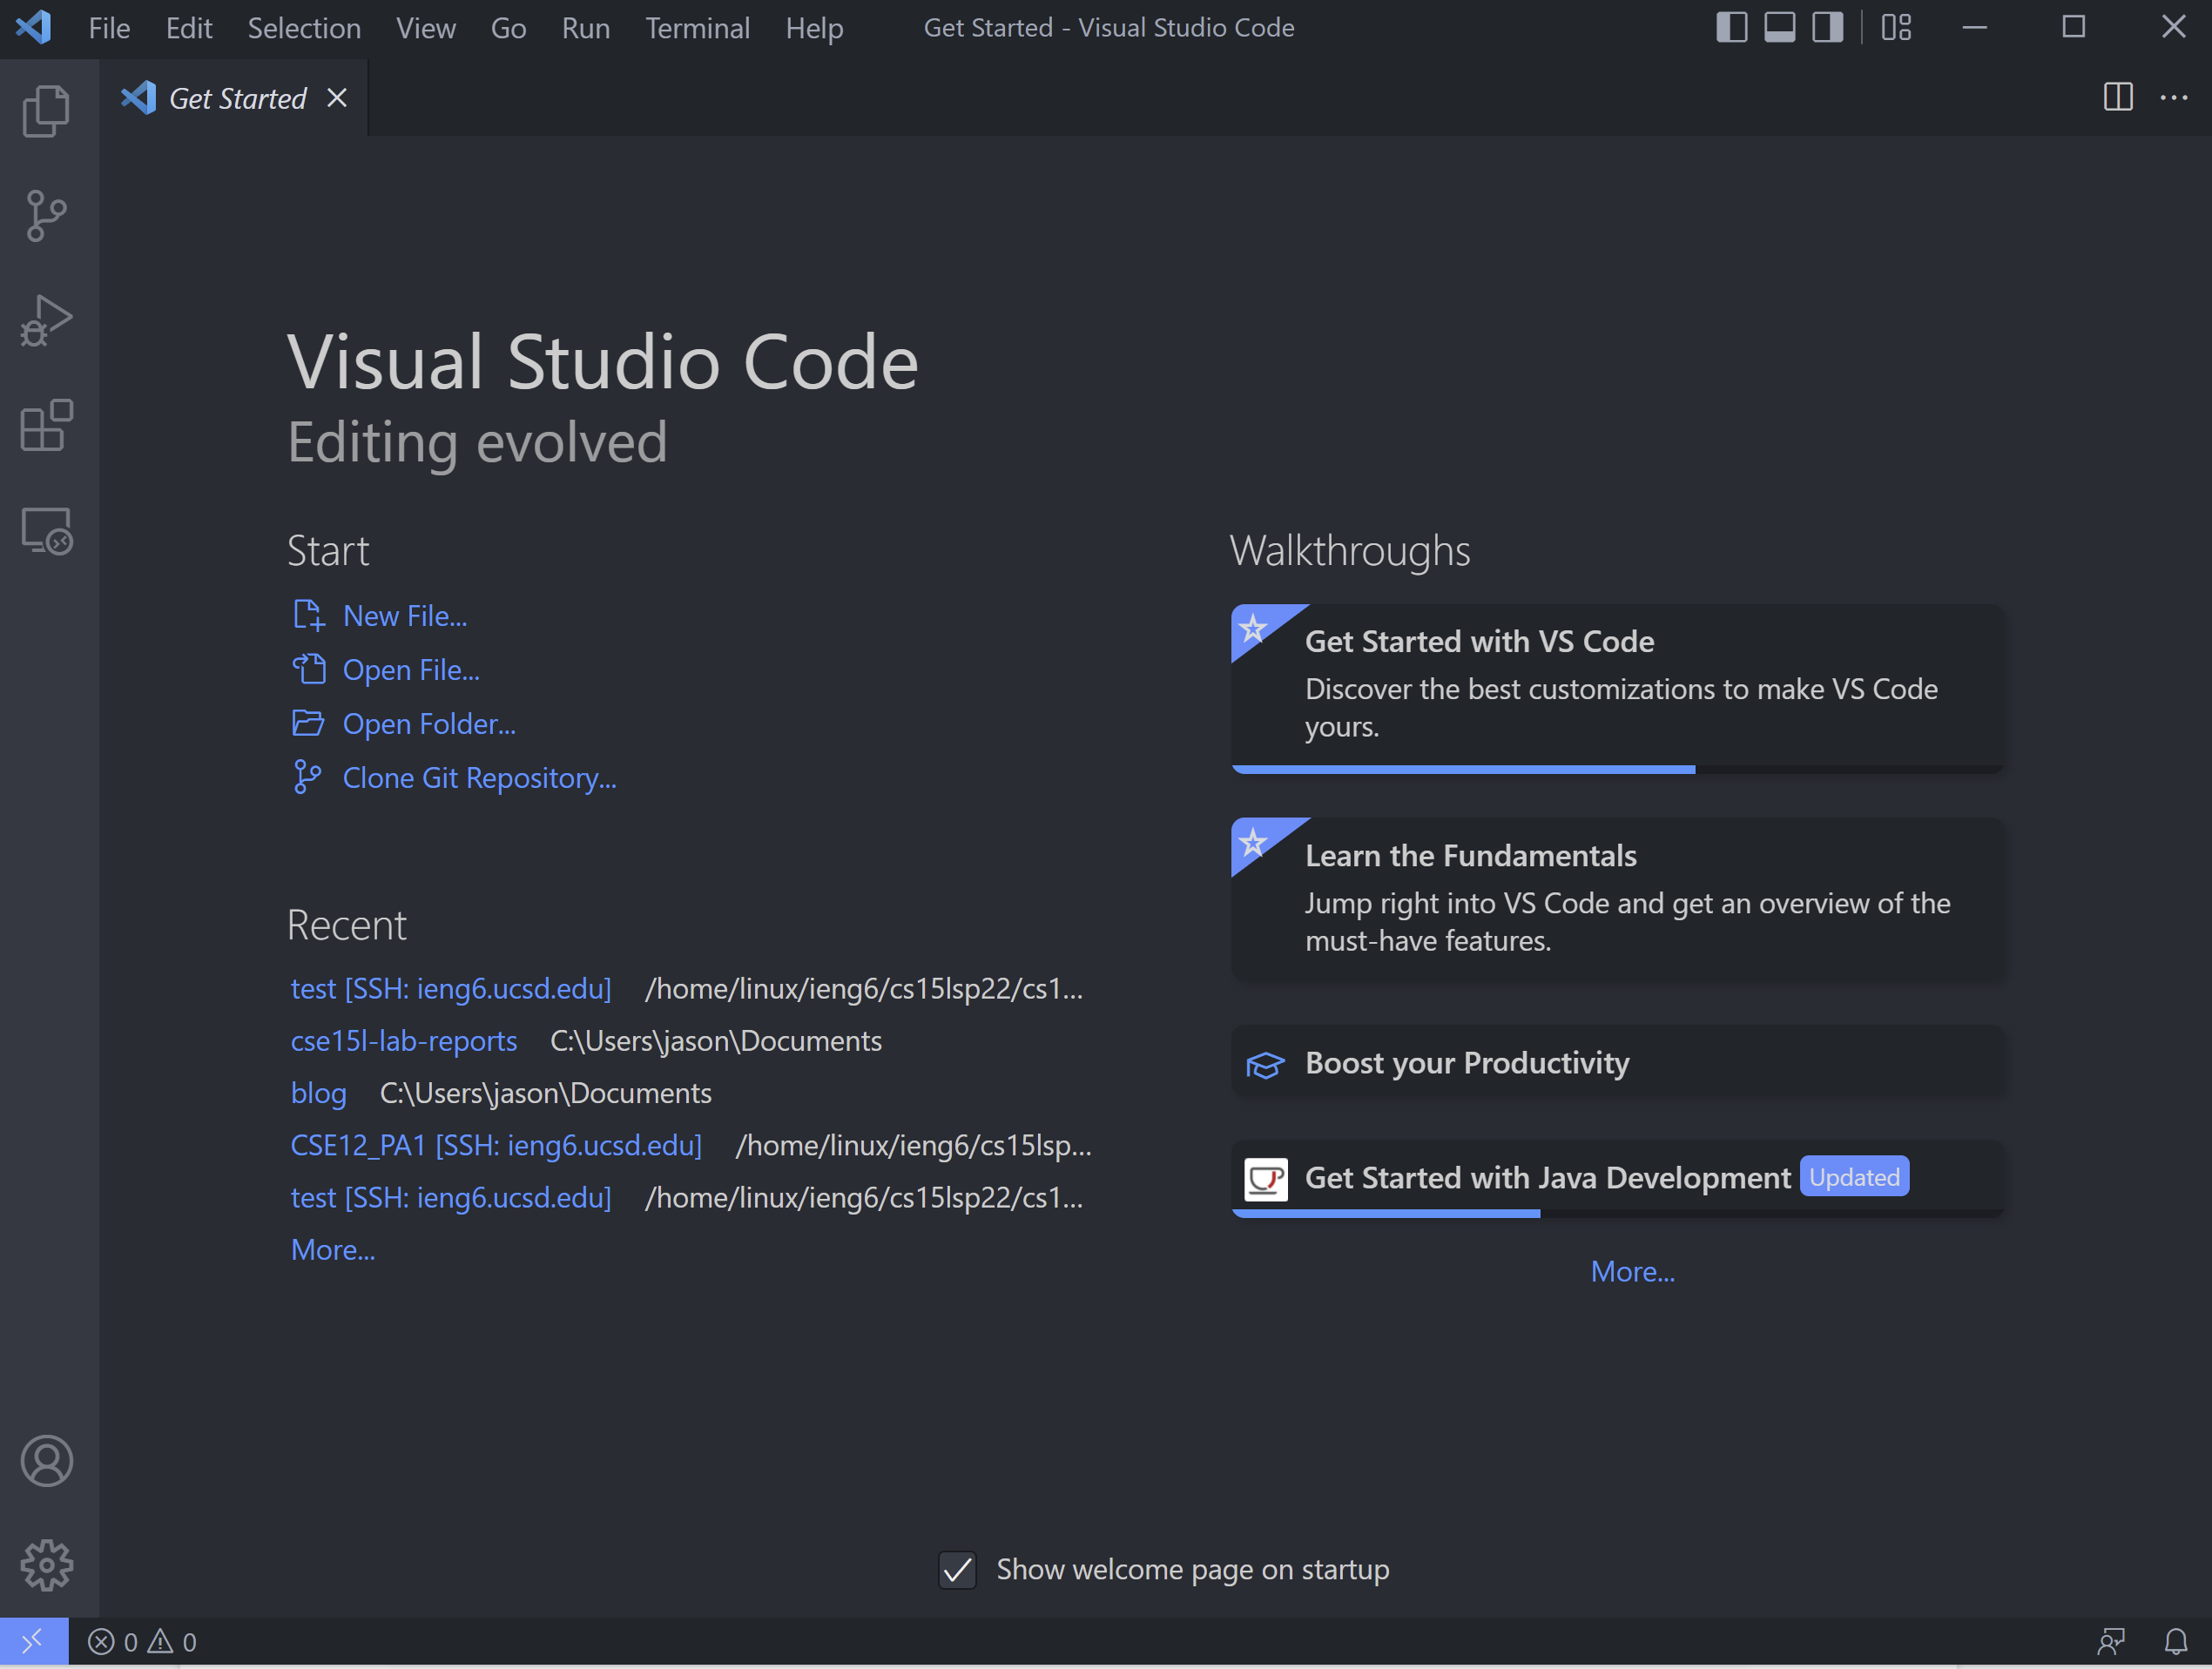 File Edit Selection View Go Run Terminal Help Get Started - Visual Studio Code
Get Started
Visual Studio Code
Editing evolved
Start
New File...
Open File...
Open Folder...
Clone Git Repository...
Recent
test [SSH: ieng6.ucsd.edu] /home/linux/ieng6/cs15lsp22/cs1...
cse15l-lab-reports C:\Users\jason\Documents
blog C:\Users\jason\Documents
CSE12_PA1 [SSH: ieng6.ucsd.edu] /home/linux/ieng6/cs15lsp...
test [SSH: ieng6.ucsd.edu] /home/linux/ieng6/cs15lsp22/cs1...
More...
Walkthroughs
Get Started with VS Code
Discover the best customizations to make VS Code
yours.
Learn the Fundamentals
Jump right into VS Code and get an overview of the
must-have features.
Boost your Productivity
Get Started with Java Development Updated
More...
Show welcome page on startup
0 0